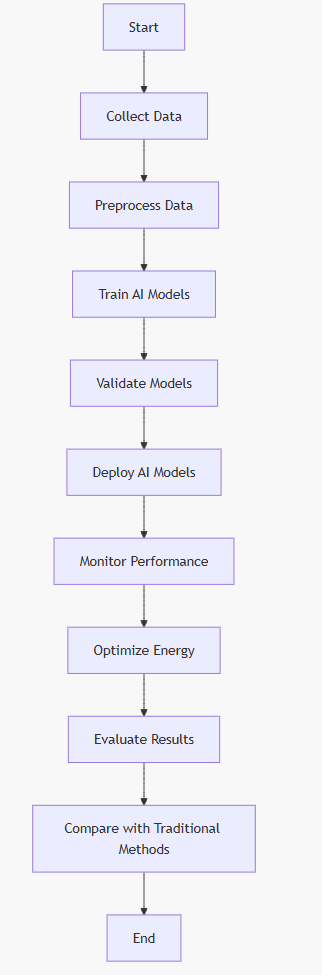 Start
Collect Data
Preprocess Data
Train AI Models
Validate Models
Deploy AI Models
Monitor Performance
Optimize Energy
Evaluate Results
Compare with Traditional
Methods
End